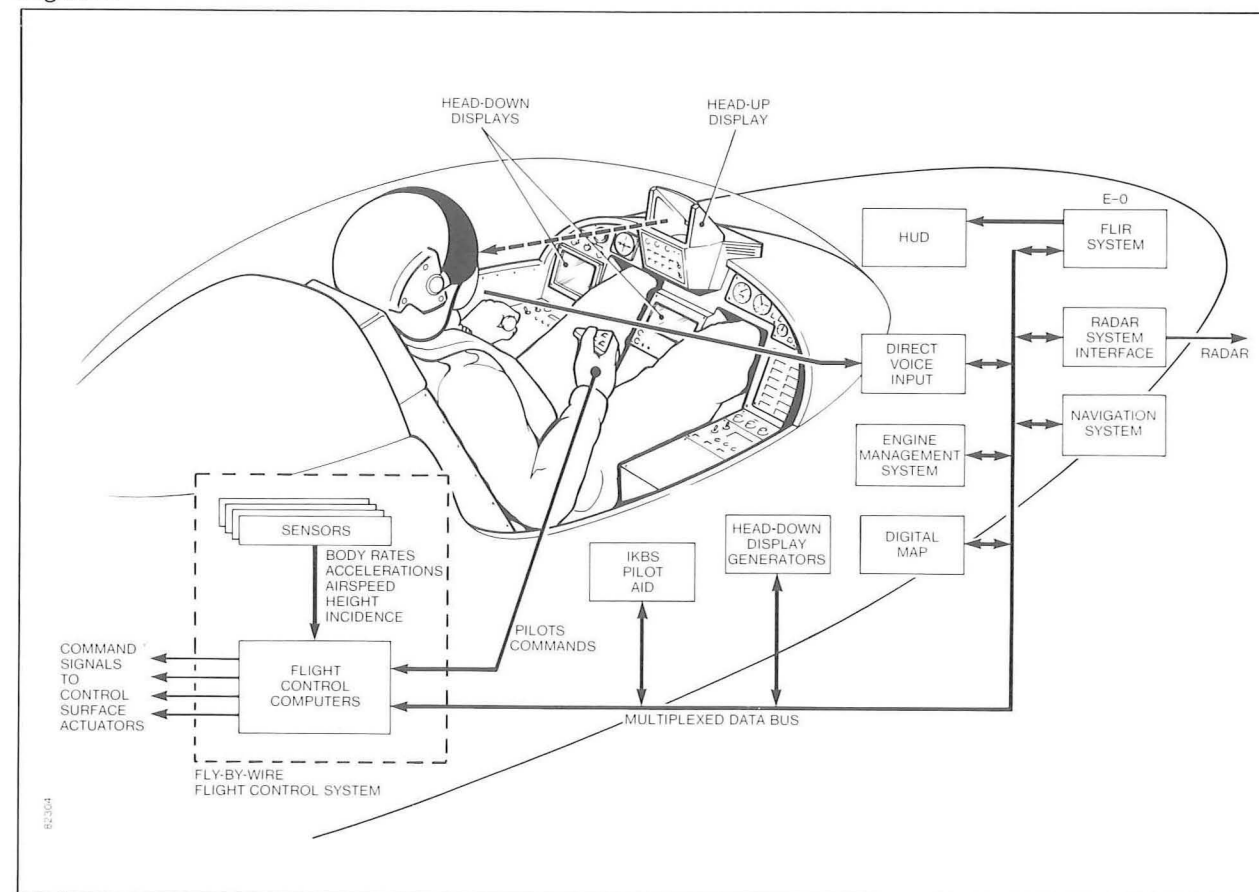 HEAD-DOWN
DISPLAYS
HEAD-UP
DISPLAY
E-O
HUD
FLIR
SYSTEM
RADAR
SYSTEM
INTERFACE
RADAR
DIRECT
VOICE
INPUT
NAVIGATION
SYSTEM
ENGINE
MANAGEMENT
SYSTEM
SENSORS
BODY RATES
ACCELERATIONS
AIRSPEED
HEIGHT
INCIDENCE
IKBS
PILOT
AID
HEAD-DOWN
DISPLAY
GENERATORS
DIGITAL
MAP
PILOTS
COMMANDS
COMMAND
SIGNALS
TO
CONTROL
SURFACE
ACTUATORS
FLIGHT
CONTROL
COMPUTERS
MULTIPLEXED DATA BUS
FLY-BY-WIRE
FLIGHT CONTROL SYSTEM
82304